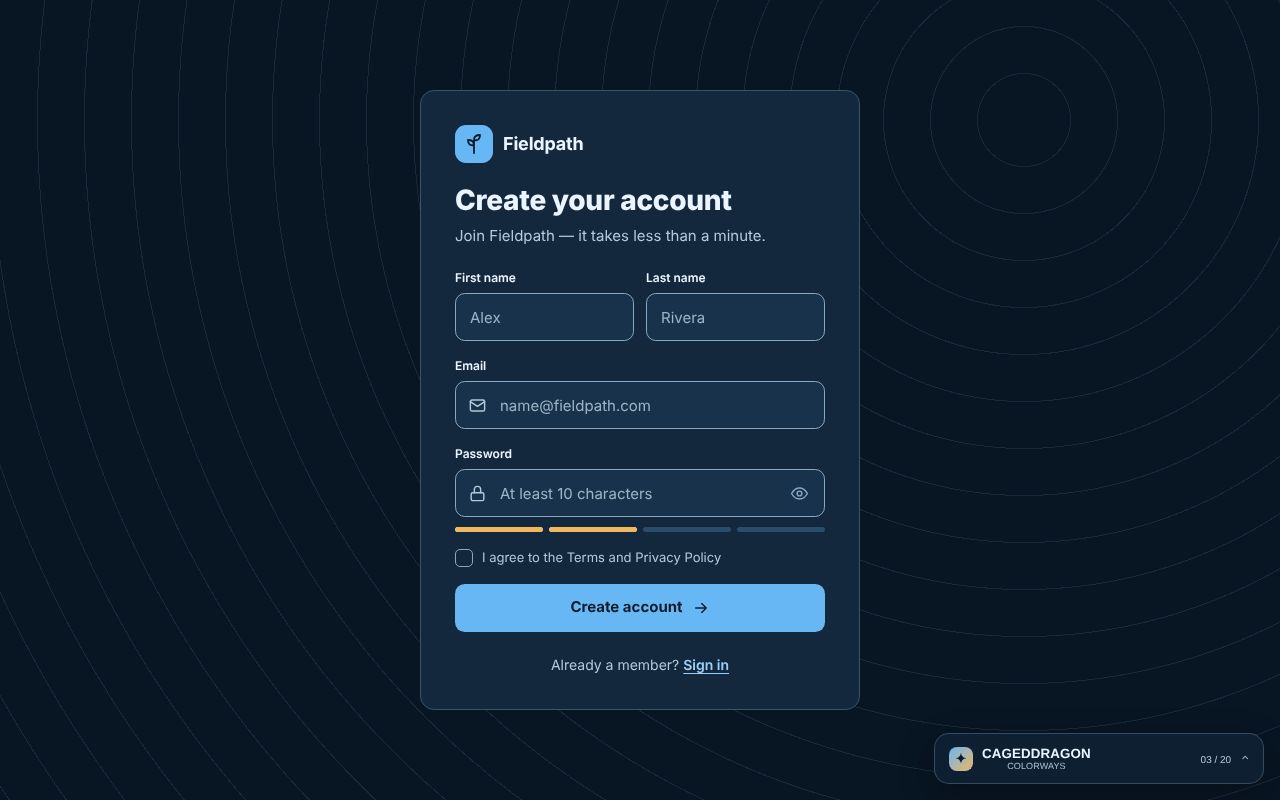 Fieldpath
Create your account
Join Fieldpath — it takes less than a minute.
First name
Last name
Alex
Rivera
Email
name@fieldpath.com
Password
At least 10 characters
I agree to the Terms and Privacy Policy
Create account →
Already a member? Sign in
CAGEDDRAGON
COLORWAYS
03 / 20